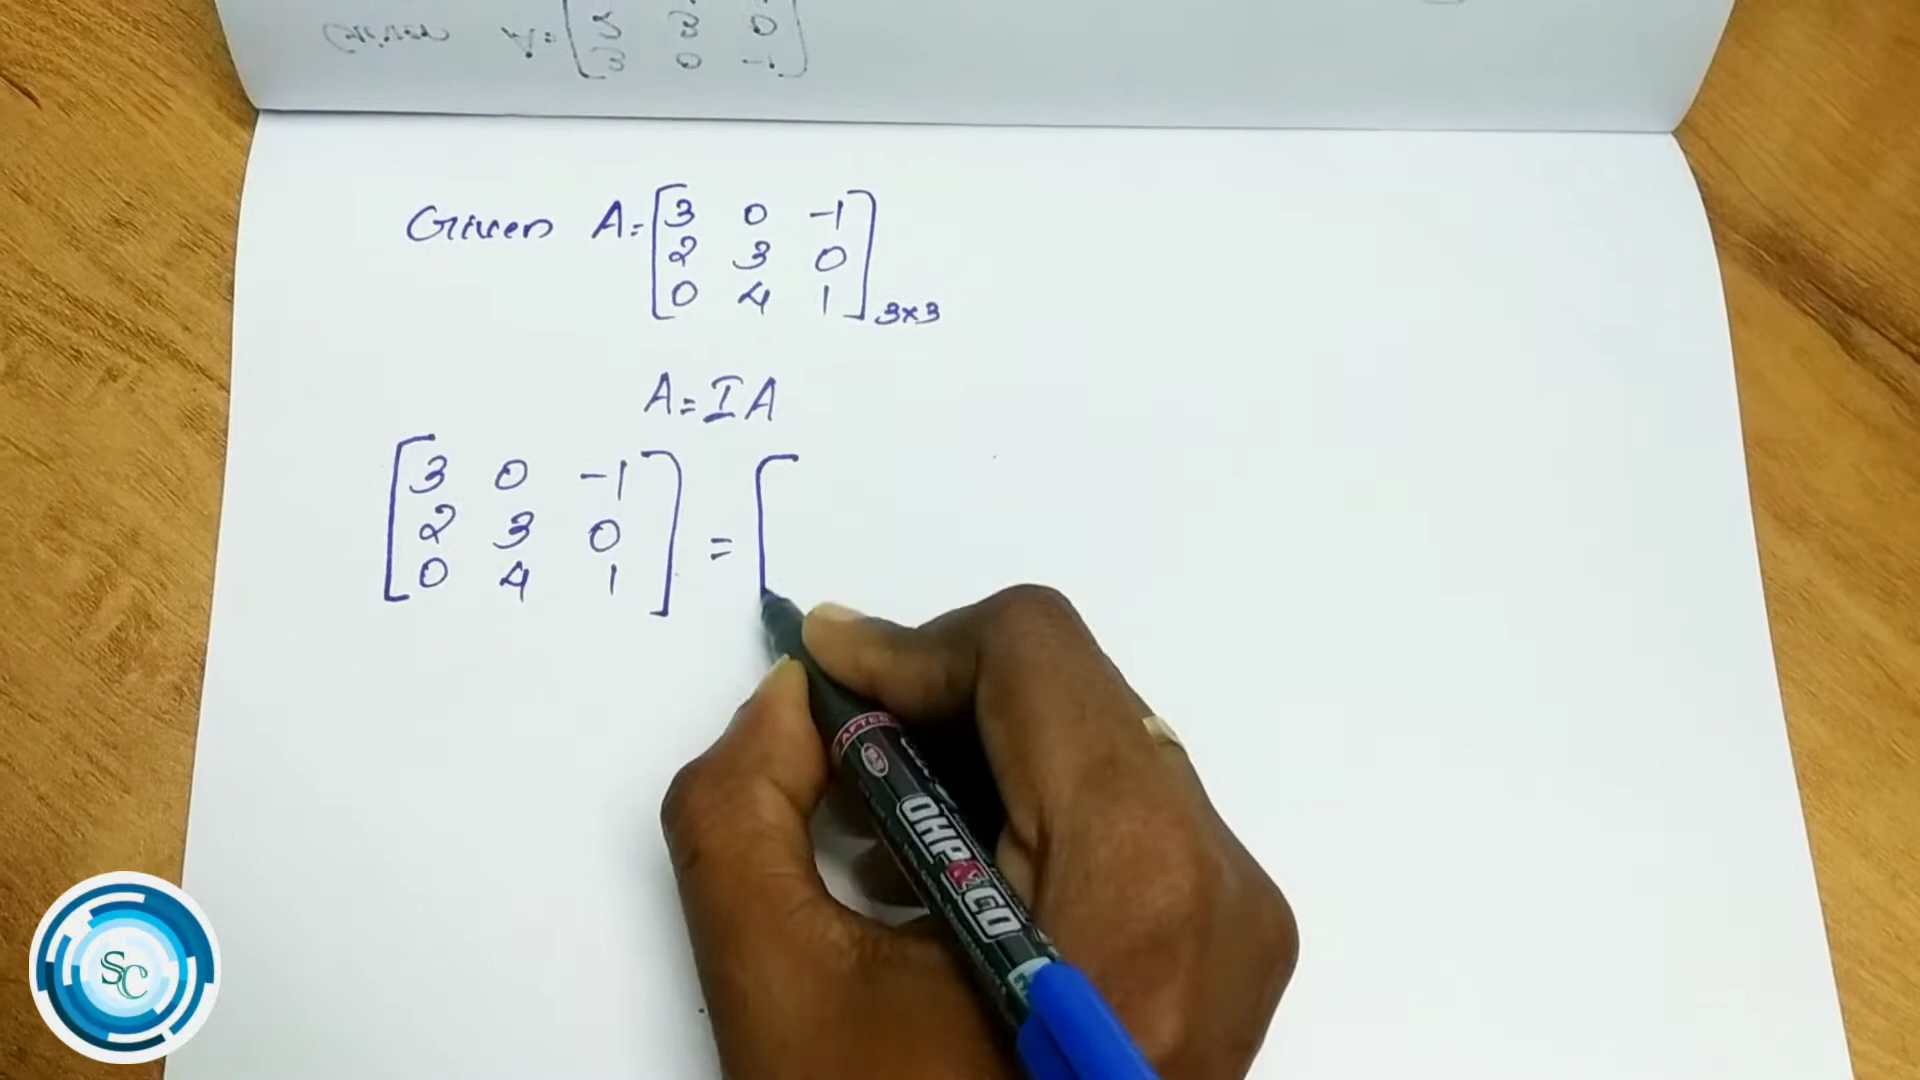 Given A=[3 0 -1
2 3 0
0 4 1]3×3
A=IA
[3 0 -1
2 3 0
0 4 1] = [
OHP
SC